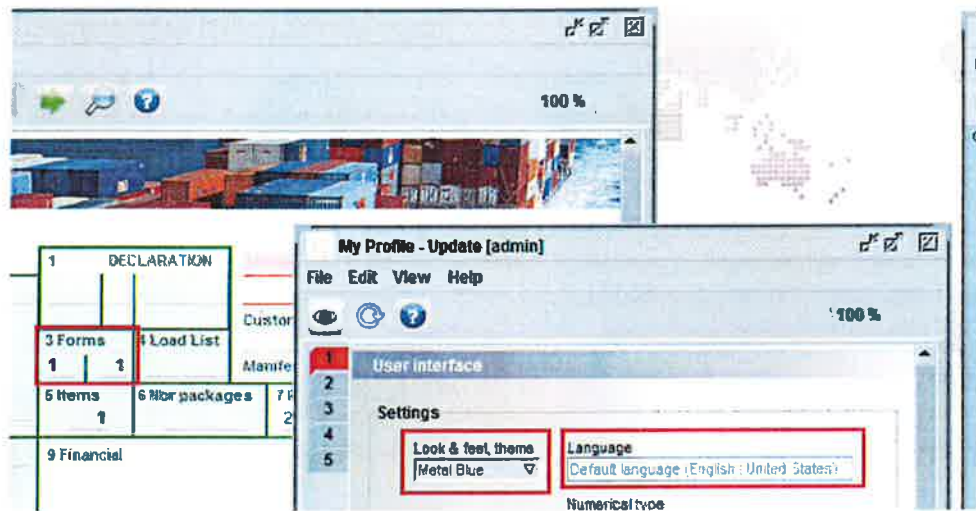 100 %
My Profile - Update [admin]
File Edit View Help
100 %
1 DECLARATION
3 Forms
4 Load List
1 1
5 Items
6 Nbr packages
7
1
2
9 Financial
Custor
Manife
1
2
3
4
5
User interface
Settings
Look & feel, theme
Metal Blue
Language
Default language (English : United States)
Numerical type